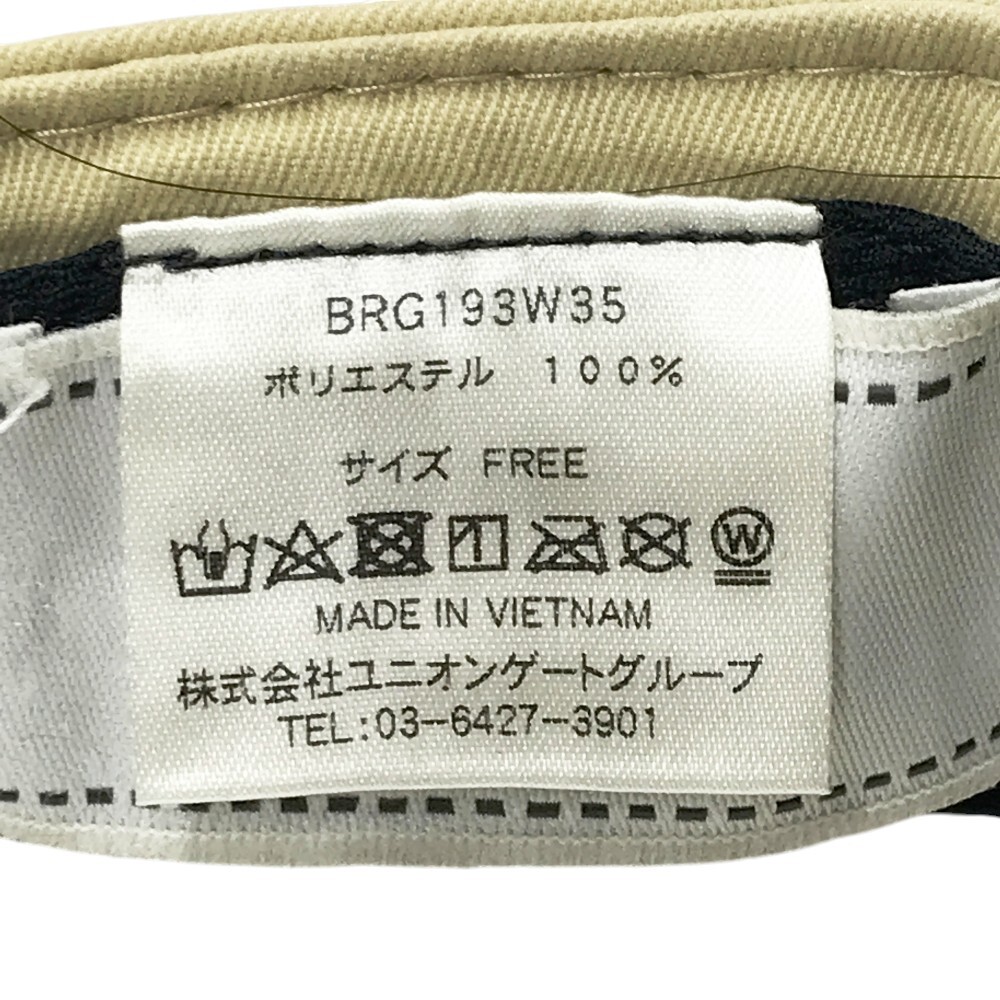 BRG193W35
ポリエステル 100%
サイズ FREE
W
MADE IN VIETNAM
株式会社ユニオンゲートグループ
TEL:03-6427-3901